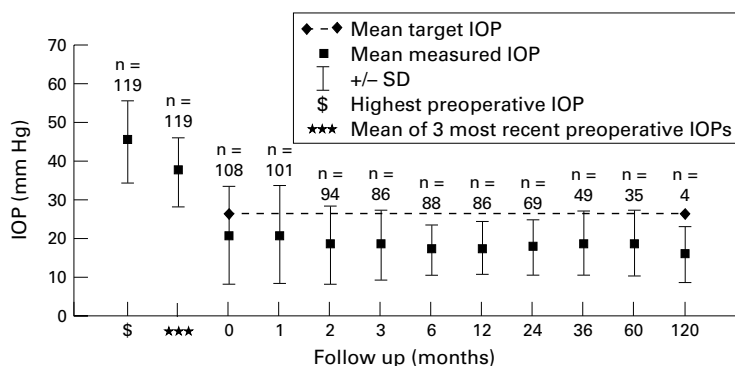 Mean target IOP
Mean measured IOP
+/– SD
$ Highest preoperative IOP
★★★ Mean of 3 most recent preoperative IOPs
70
60
50
40
30
20
10
0
IOP (mm Hg)
n =
119
n =
119
n =
108
n =
101
n =
94
n =
86
n =
88
n =
86
n =
69
n =
49
n =
35
n =
4
$ ★★★ 0 1 2 3 6 12 24 36 60 120
Follow up (months)